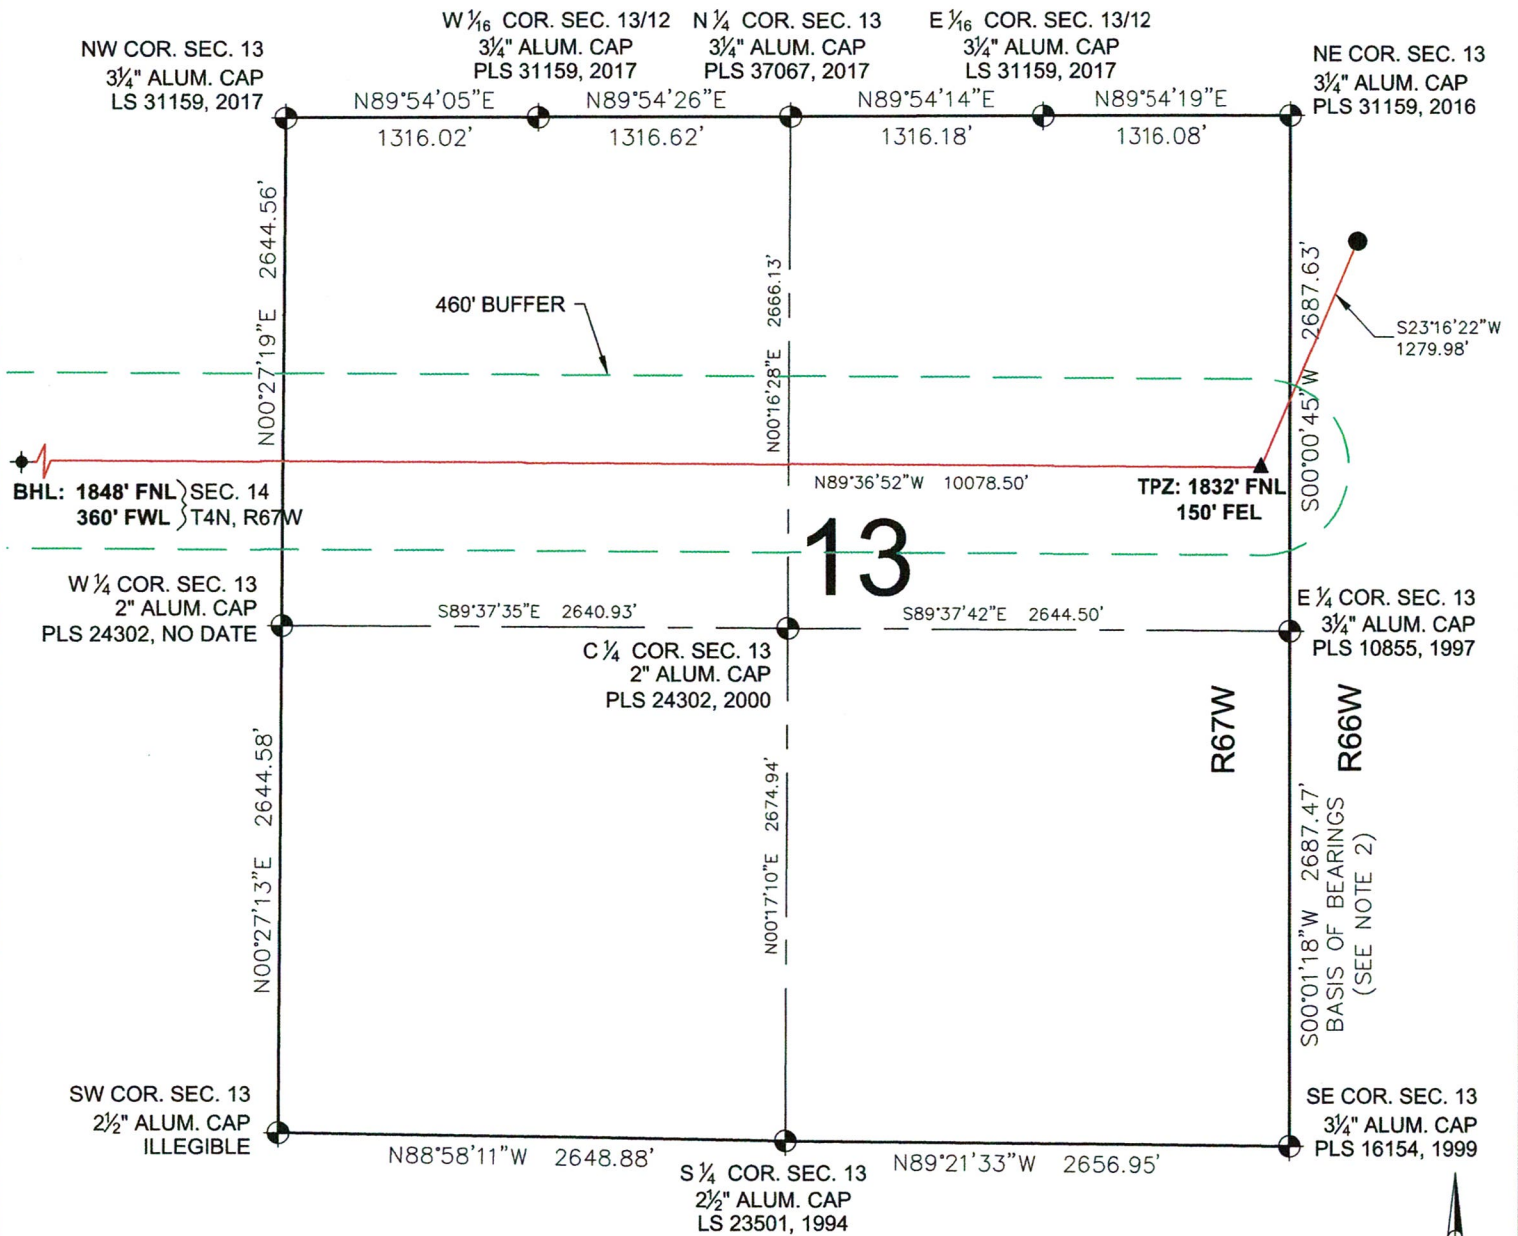 NW COR. SEC. 13
3¼" ALUM. CAP
LS 31159, 2017
W 1⁄16 COR. SEC. 13/12
3¼" ALUM. CAP
PLS 31159, 2017
N ¼ COR. SEC. 13
3¼" ALUM. CAP
PLS 37067, 2017
E 1⁄16 COR. SEC. 13/12
3¼" ALUM. CAP
LS 31159, 2017
NE COR. SEC. 13
3¼" ALUM. CAP
PLS 31159, 2016
N89°54'05"E
1316.02'
N89°54'26"E
1316.62'
N89°54'14"E
1316.18'
N89°54'19"E
1316.08'
N00°27'19"E 2644.56'
460' BUFFER
N00°16'28"E 2666.13'
S00°00'45"W 2687.63'
S23°16'22"W
1279.98'
BHL: 1848' FNL
360' FWL
SEC. 14
T4N, R67W
N89°36'52"W 10078.50'
TPZ: 1832' FNL
150' FEL
13
W ¼ COR. SEC. 13
2" ALUM. CAP
PLS 24302, NO DATE
S89°37'35"E 2640.93'
S89°37'42"E 2644.50'
C ¼ COR. SEC. 13
2" ALUM. CAP
PLS 24302, 2000
E ¼ COR. SEC. 13
3¼" ALUM. CAP
PLS 10855, 1997
R67W
R66W
N00°27'13"E 2644.58'
N00°17'10"E 2674.94'
S00°01'18"W 2687.47'
BASIS OF BEARINGS
(SEE NOTE 2)
SW COR. SEC. 13
2½" ALUM. CAP
ILLEGIBLE
N88°58'11"W 2648.88'
S ¼ COR. SEC. 13
2½" ALUM. CAP
LS 23501, 1994
N89°21'33"W 2656.95'
SE COR. SEC. 13
3¼" ALUM. CAP
PLS 16154, 1999